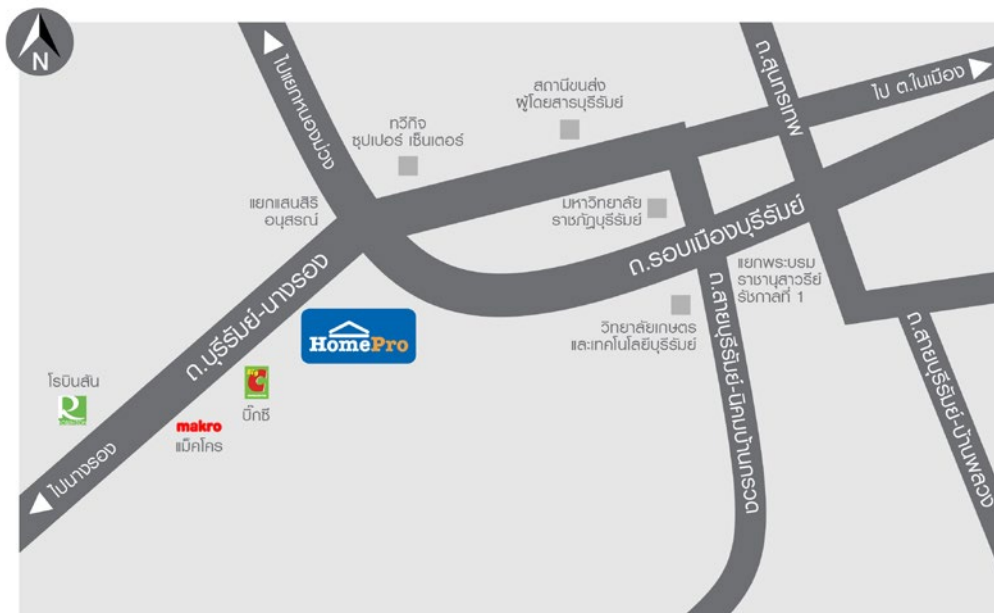 N
ไปแยกหนองม่วง
ถ.สุนทรเทพ
ไป ต.ในเมือง
สถานีขนส่ง
ผู้โดยสารบุรีรัมย์
ทวีกิจ
ซุปเปอร์ เซ็นเตอร์
แยกแสนสิริ
อนุสรณ์
มหาวิทยาลัย
ราชภัฏบุรีรัมย์
ถ.รอบเมืองบุรีรัมย์
แยกพระบรม
ราชานุสาวรีย์
รัชกาลที่ 1
วิทยาลัยเกษตร
และเทคโนโลยีบุรีรัมย์
ถ.สายบุรีรัมย์-นิคมบ้านกรวด
ถ.สายบุรีรัมย์-บ้านพลวง
ถ.บุรีรัมย์-นางรอง
HomePro
โรบินสัน
R
BIG
C
บิ๊กซี
makro
แม็คโคร
ไปนางรอง